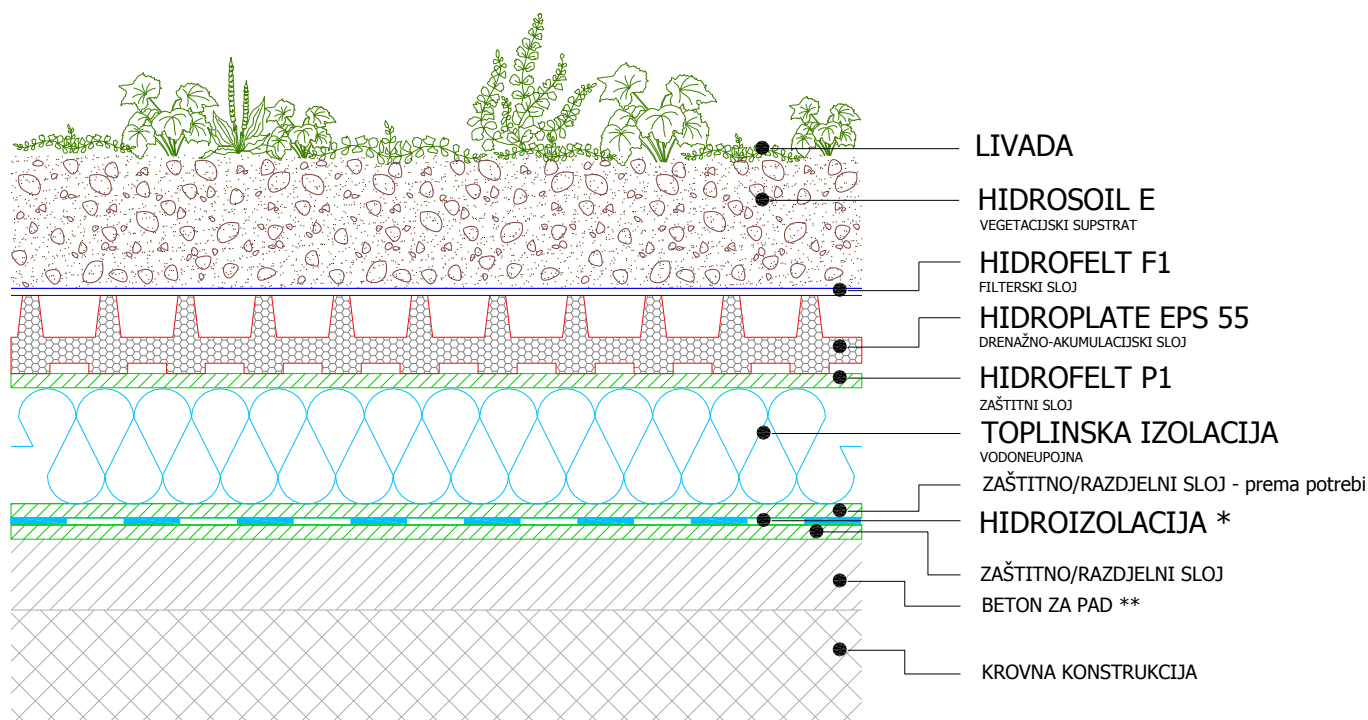 LIVADA
HIDROSOIL E
VEGETACIJSKI SUPSTRAT
HIDROFELT F1
FILTERSKI SLOJ
HIDROPLATE EPS 55
DRENAŽNO-AKUMULACIJSKI SLOJ
HIDROFELT P1
ZAŠTITNI SLOJ
TOPLINSKA IZOLACIJA
VODONEUPOJNA
ZAŠTITNO/RAZDJELNI SLOJ - prema potrebi
HIDROIZOLACIJA *
ZAŠTITNO/RAZDJELNI SLOJ
BETON ZA PAD **
KROVNA KONSTRUKCIJA